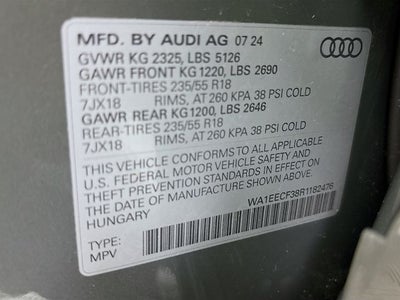 MFD. BY AUDI AG 07 24
GVWR KG 2325, LBS 5126
GAWR FRONT KG 1220, LBS 2690
FRONT-TIRES 235/55 R18
7JX18 RIMS, AT 260 KPA 38 PSI COLD
GAWR REAR KG 1200, LBS 2646
REAR-TIRES 235/55 R18
7JX18 RIMS, AT 260 KPA 38 PSI COLD
THIS VEHICLE CONFORMS TO ALL APPLICABLE
U.S. FEDERAL MOTOR VEHICLE SAFETY AND
THEFT PREVENTION STANDARDS IN EFFECT ON
THE DATE OF MANUFACTURE SHOWN ABOVE.
HUNGARY
WA1EECF38R1182476
TYPE:
MPV